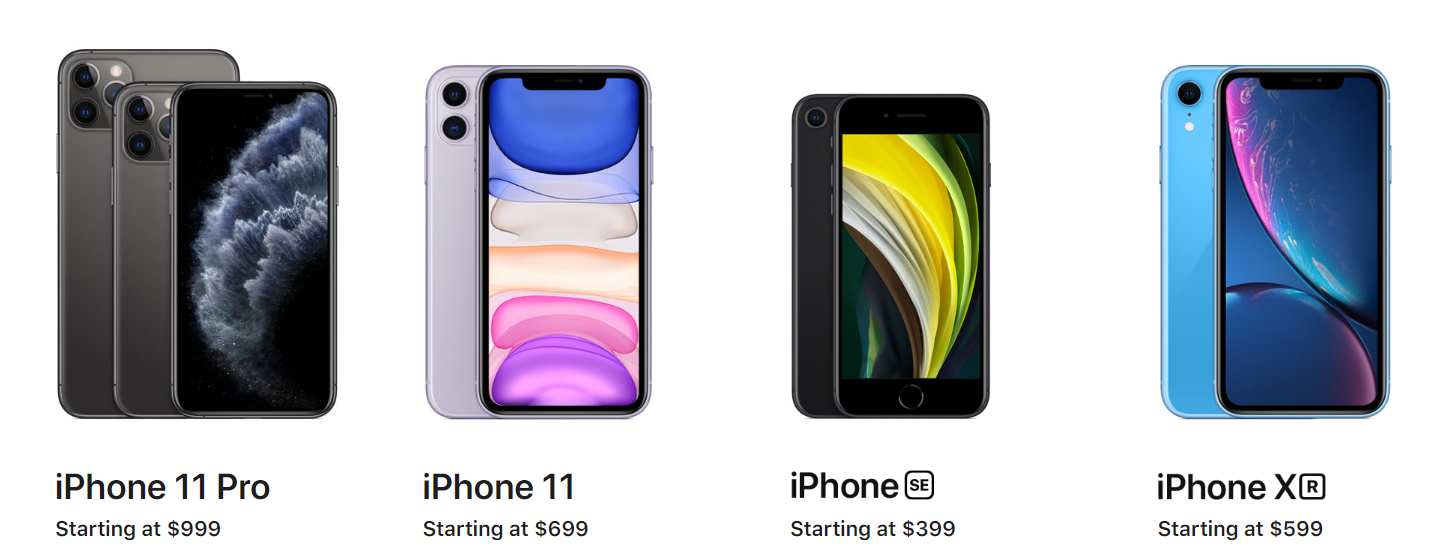 iPhone 11 Pro
Starting at $999
iPhone 11
Starting at $699
iPhone SE
Starting at $399
iPhone XR
Starting at $599